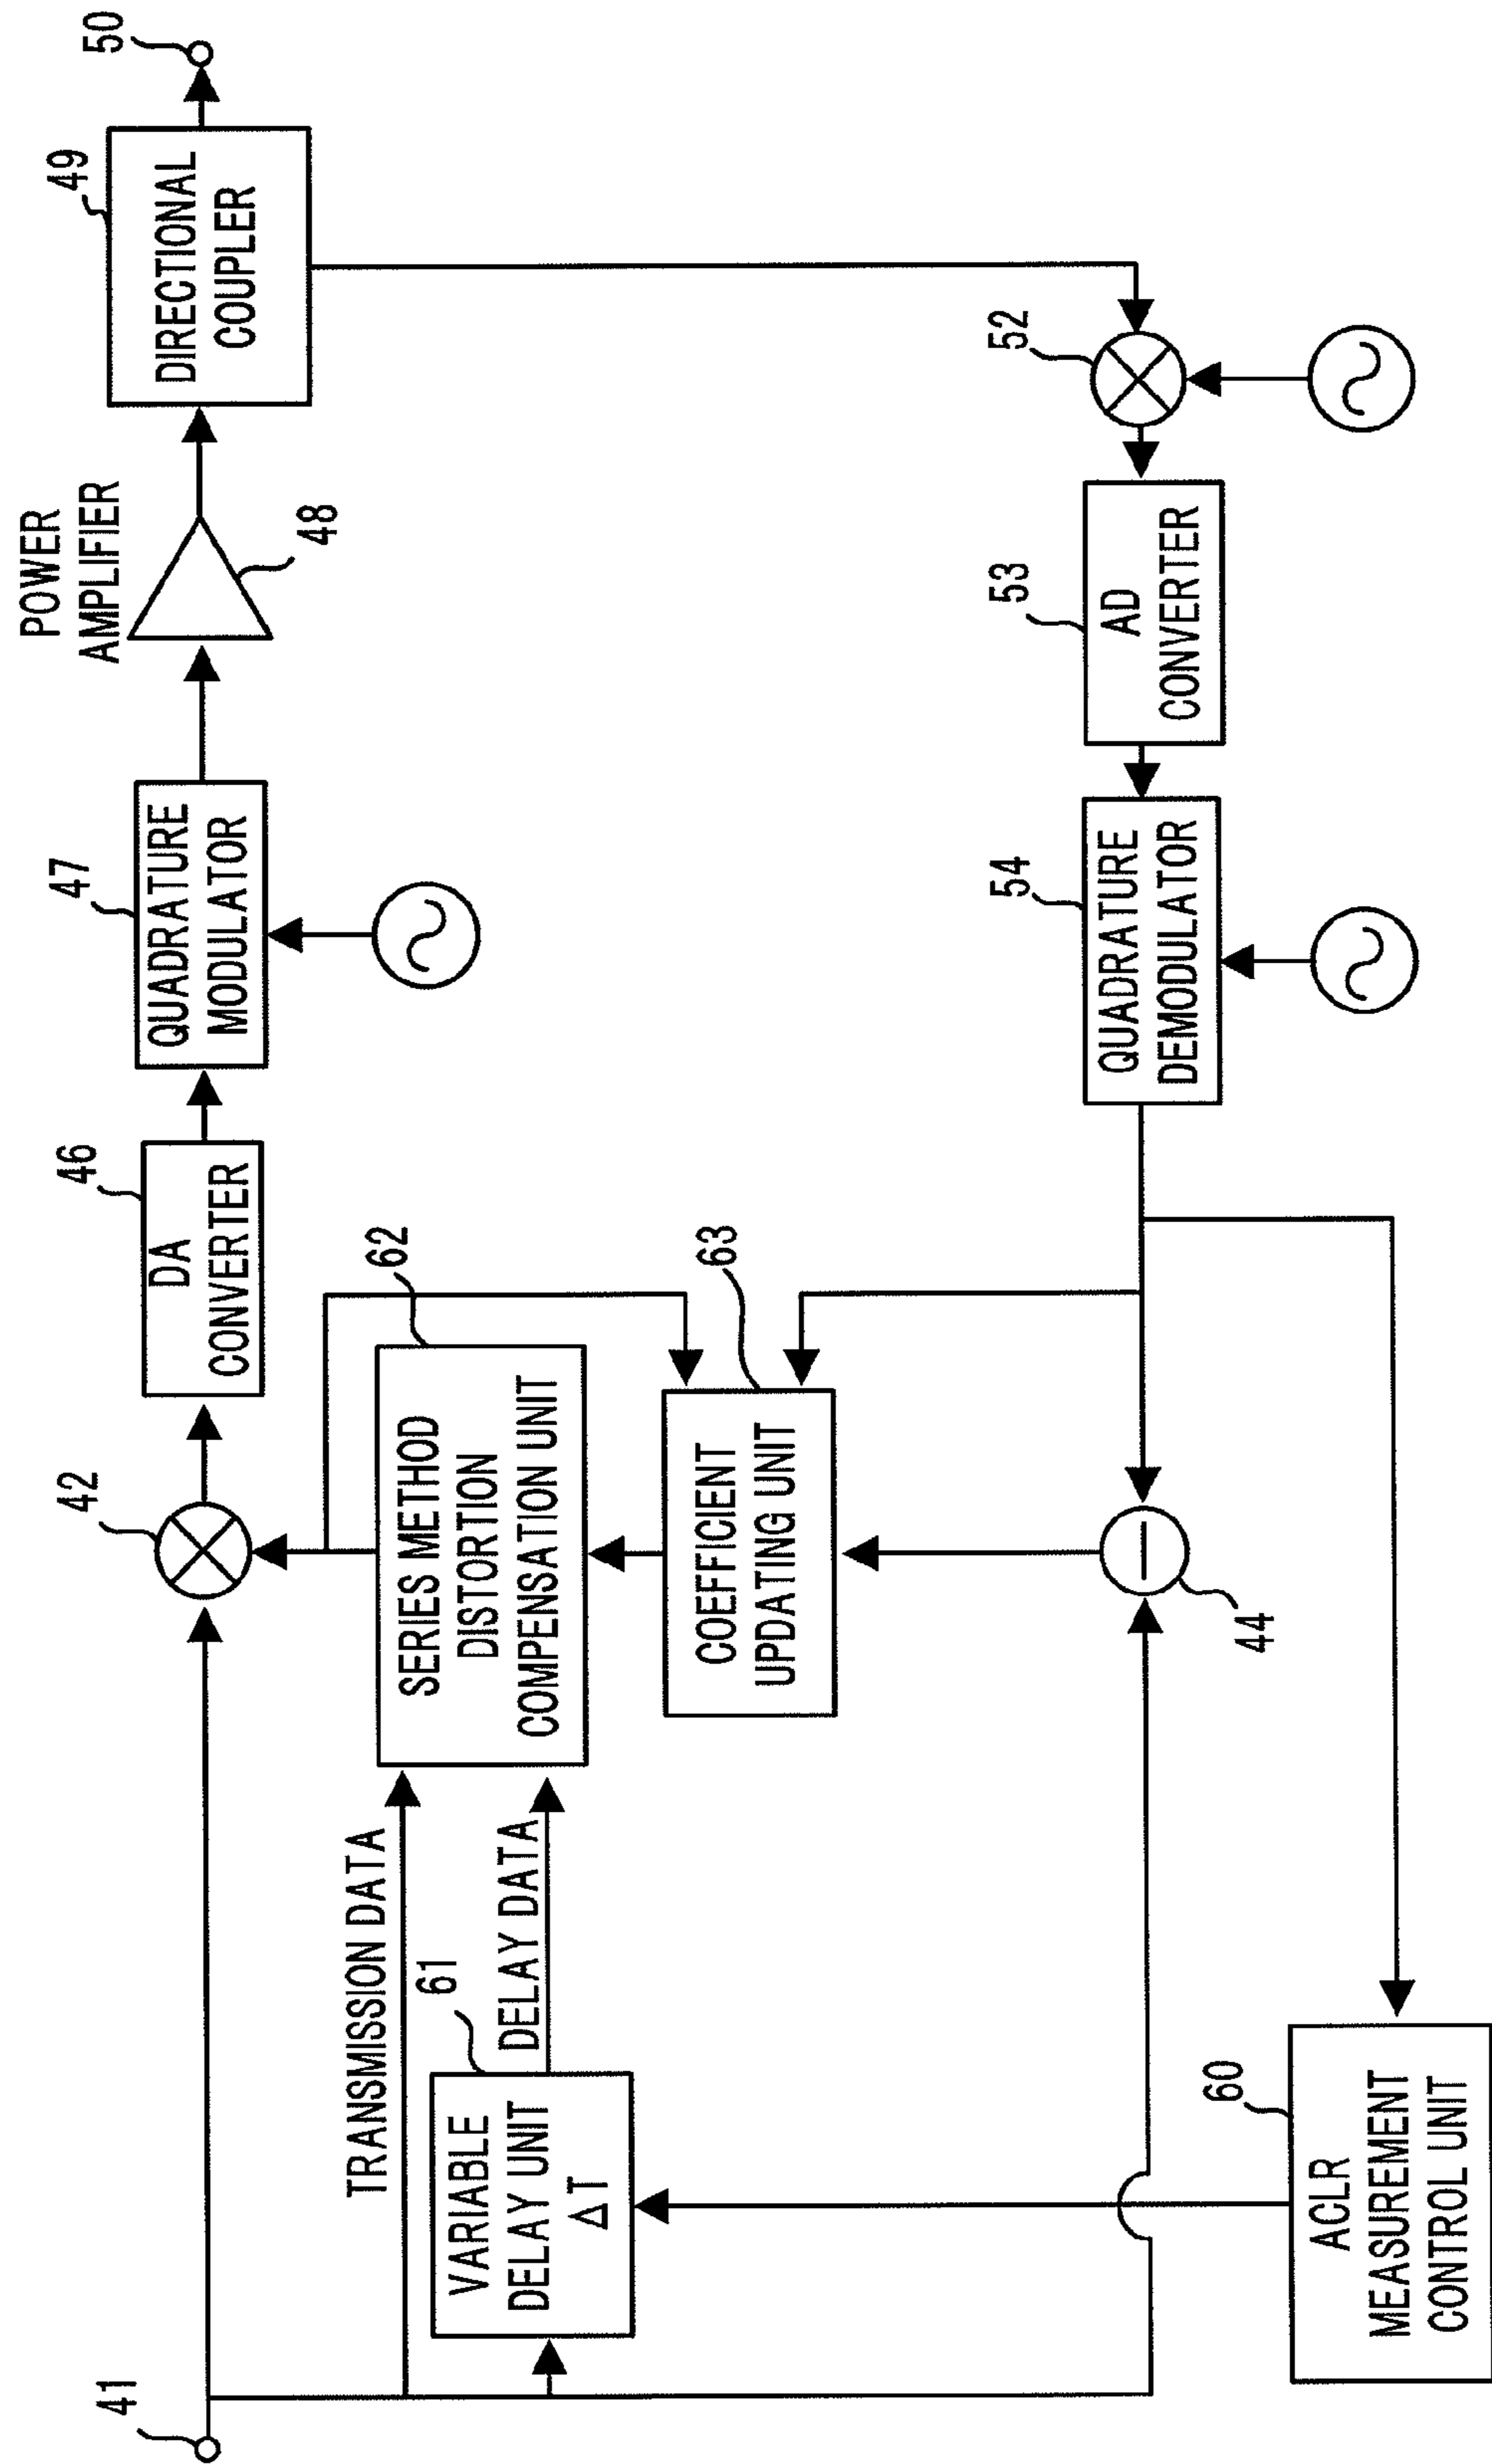 41
42
46
DA
CONVERTER
47
QUADRATURE
MODULATOR
POWER
AMPLIFIER
48
49
DIRECTIONAL
COUPLER
50
TRANSMISSION DATA
61
VARIABLE
DELAY UNIT
ΔT
DELAY DATA
62
SERIES METHOD
DISTORTION
COMPENSATION UNIT
63
COEFFICIENT
UPDATING UNIT
44
54
QUADRATURE
DEMODULATOR
53
AD
CONVERTER
52
60
ACLR
MEASUREMENT
CONTROL UNIT